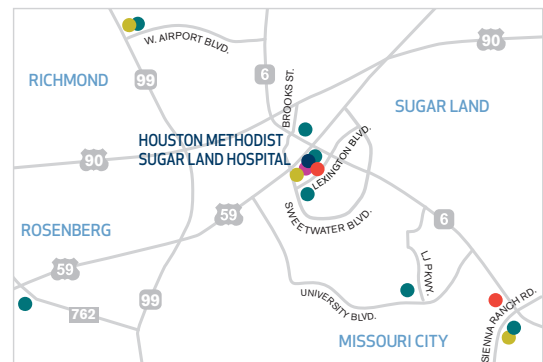 W. AIRPORT BLVD.
90
6
99
RICHMOND
BROOKS ST.
SUGAR LAND
HOUSTON METHODIST
SUGAR LAND HOSPITAL
LEXINGTON BLVD.
90
59
SWEETWATER BLVD.
6
ROSENBERG
59
LJ PKWY.
UNIVERSITY BLVD.
99
762
SIENNA RANCH RD.
MISSOURI CITY